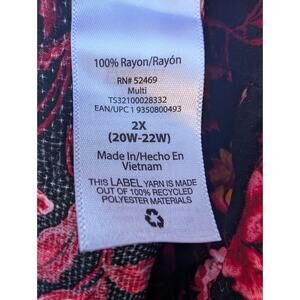 100% Rayon/Rayón
RN# 52469
Multi
TS32100028332
EAN/UPC 1 9350800493
2X
(20W-22W)
Made In/Hecho En
Vietnam
THIS LABEL YARN IS MADE
OUT OF 100% RECYCLED
POLYESTER MATERIALS